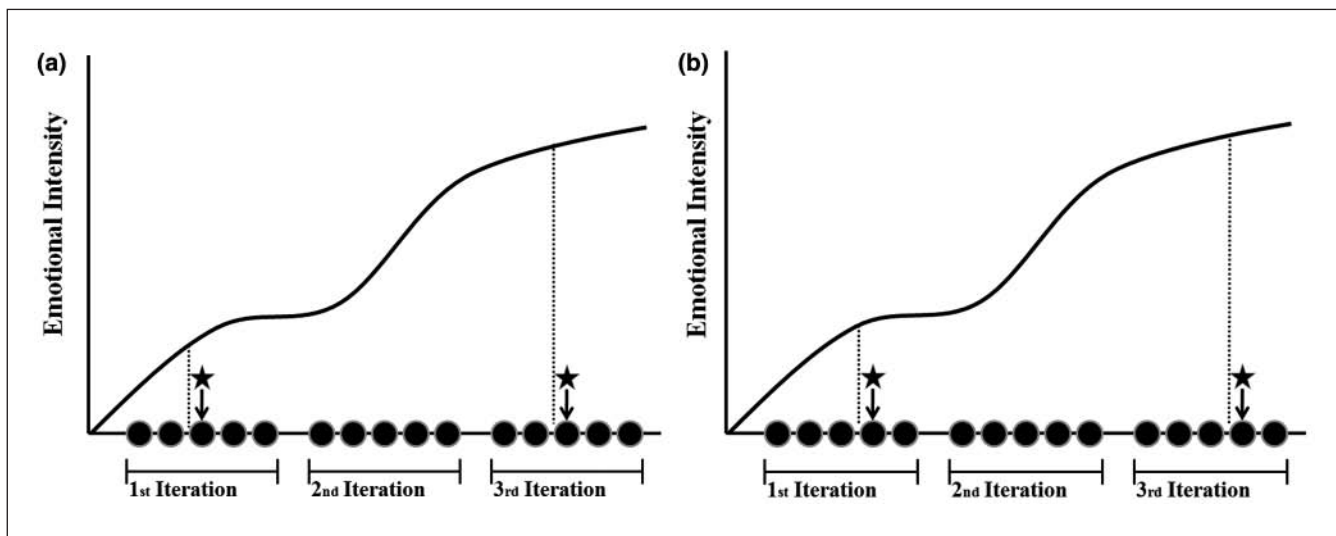 (a)
Emotional Intensity
1st Iteration
2nd Iteration
3rd Iteration
(b)
Emotional Intensity
1st Iteration
2nd Iteration
3rd Iteration